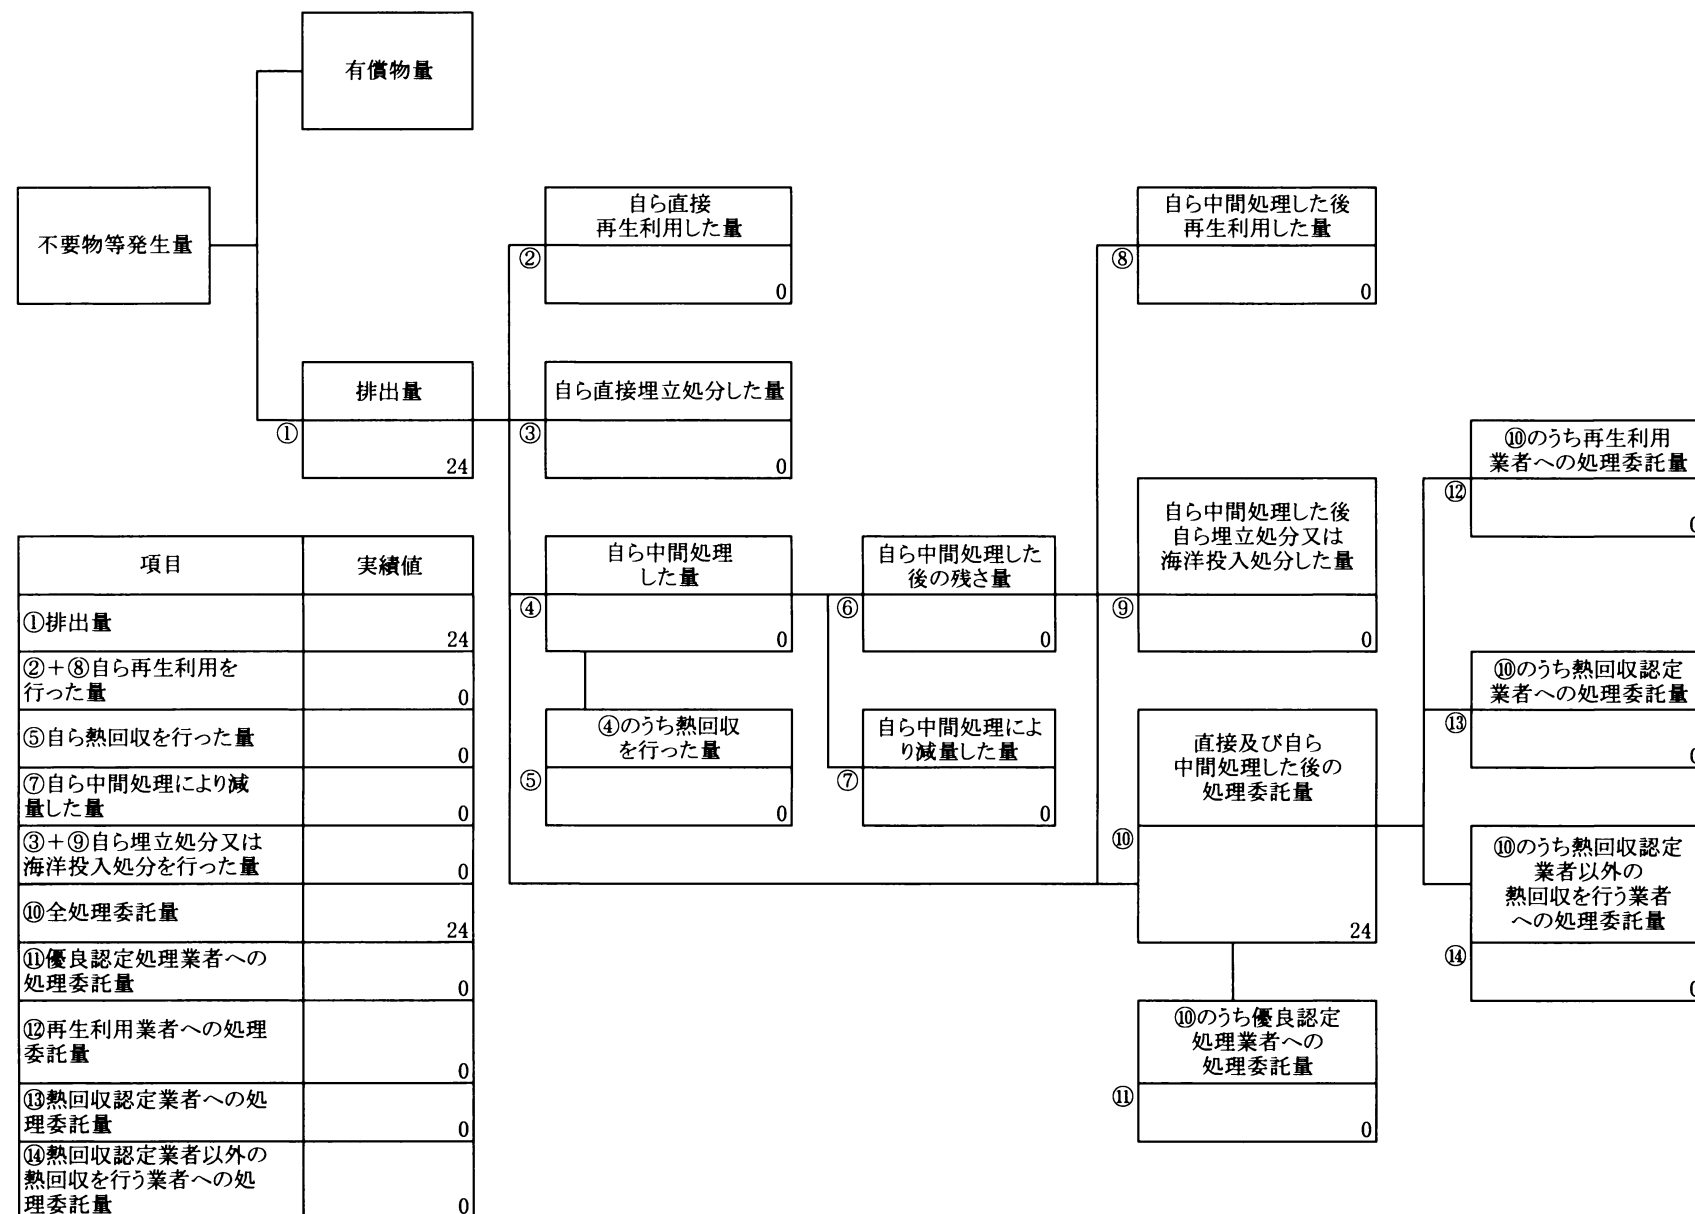 有償物量
不要物等発生量
排出量
①
24
自ら直接
再生利用した量
②
0
自ら直接埋立処分した量
③
0
自ら中間処理
した量
④
0
④のうち熱回収
を行った量
⑤
0
自ら中間処理した
後の残さ量
⑥
0
自ら中間処理によ
り減量した量
⑦
0
自ら中間処理した後
再生利用した量
⑧
0
自ら中間処理した後
自ら埋立処分又は
海洋投入処分した量
⑨
0
直接及び自ら
中間処理した後の
処理委託量
⑩
24
⑩のうち優良認定
処理業者への
処理委託量
⑪
0
⑩のうち再生利用
業者への処理委託量
⑫
0
⑩のうち熱回収認定
業者への処理委託量
⑬
0
⑩のうち熱回収認定
業者以外の
熱回収を行う業者
への処理委託量
⑭
0
項目 実績値
①排出量
24
②+⑧自ら再生利用を
行った量 0
⑤自ら熱回収を行った量
0
⑦自ら中間処理により減
量した量 0
③+⑨自ら埋立処分又は
海洋投入処分を行った量 0
⑩全処理委託量
24
⑪優良認定処理業者への
処理委託量 0
⑫再生利用業者への処理
委託量
0
⑬熱回収認定業者への処
理委託量 0
⑭熱回収認定業者以外の
熱回収を行う業者への処
理委託量 0